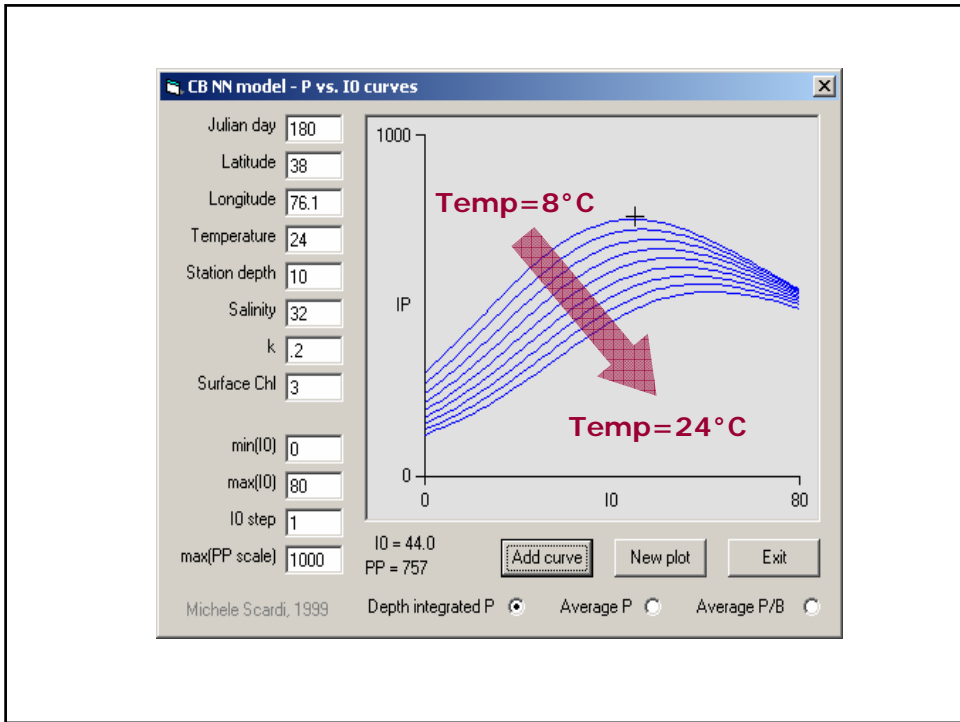 CB NN model - P vs. I0 curves
Julian day 180
Latitude 38
Longitude 76.1
Temperature 24
Station depth 10
Salinity 32
k .2
Surface Chl 3
min(I0) 0
max(I0) 80
I0 step 1
max(PP scale) 1000
Michele Scardi, 1999
1000
IP
0
0 I0 80
Temp=8°C
Temp=24°C
I0 = 44.0
PP = 757
Add curve New plot Exit
Depth integrated P Average P Average P/B